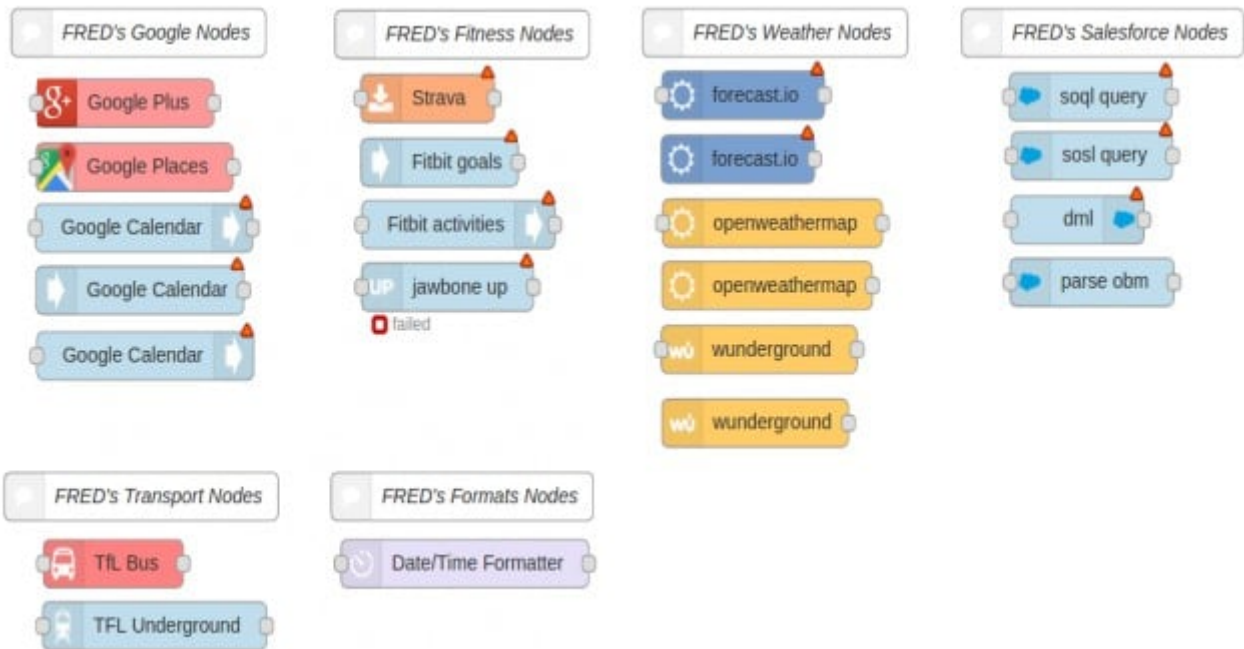 FRED's Google Nodes
g+ Google Plus
g Google Places
Google Calendar
Google Calendar
Google Calendar
FRED's Fitness Nodes
Strava
Fitbit goals
Fitbit activities
UP jawbone up
failed
FRED's Weather Nodes
forecast.io
forecast.io
openweathermap
openweathermap
wu wunderground
wu wunderground
FRED's Salesforce Nodes
soql query
sosl query
dml
parse obm
FRED's Transport Nodes
TfL Bus
TFL Underground
FRED's Formats Nodes
Date/Time Formatter